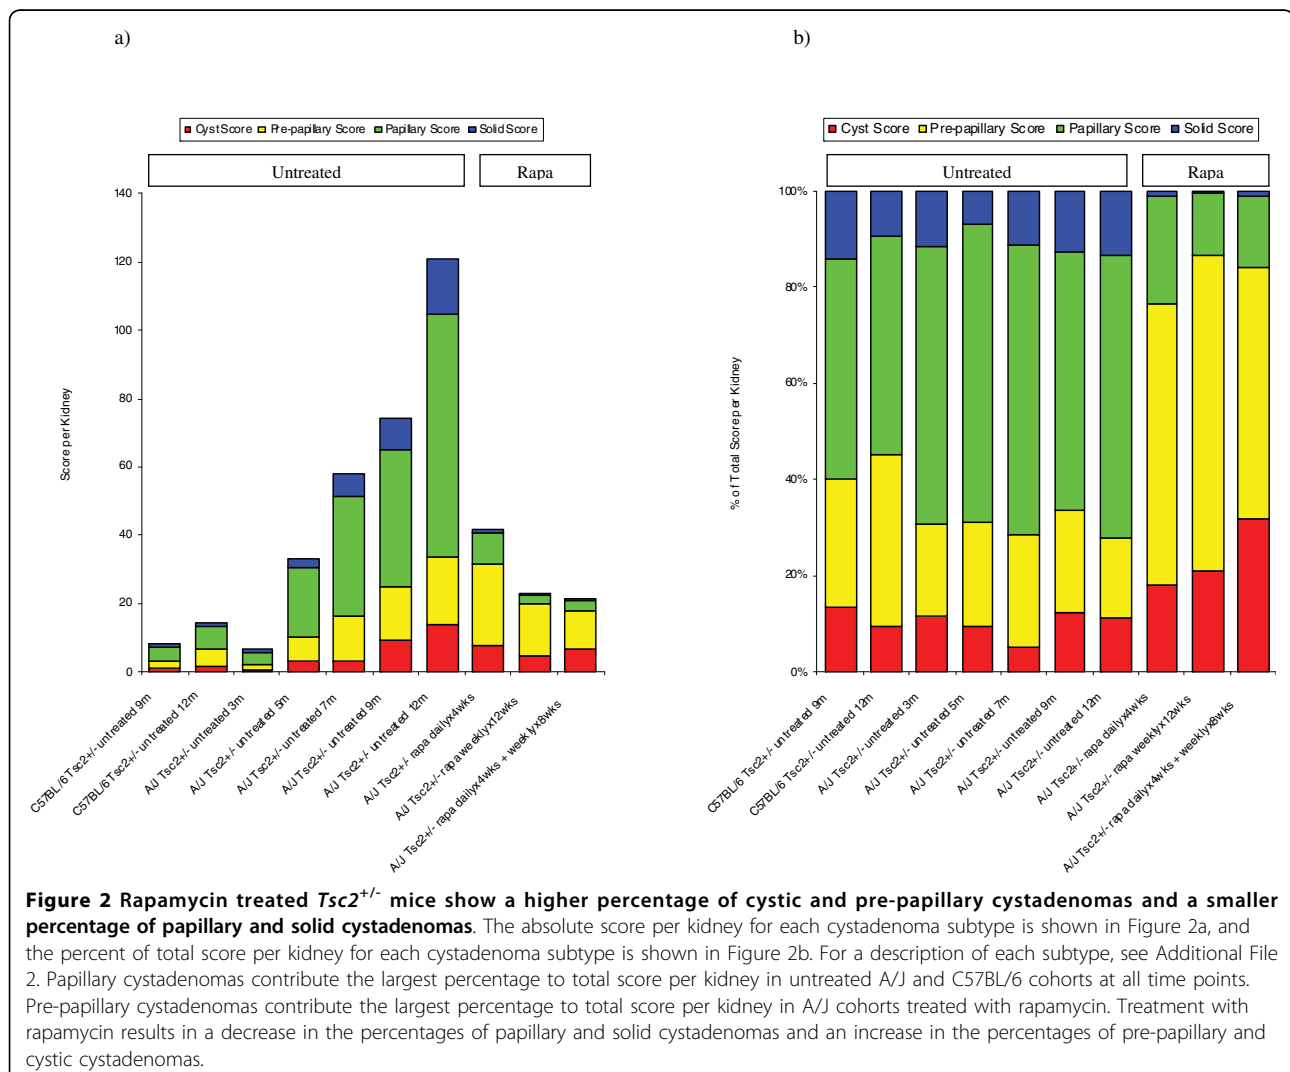 a)
b)
Cyst Score Pre-papillary Score Papillary Score Solid Score
Untreated
Rapa
140
120
100
80
60
40
20
0
Score per Kidney
C57BL/6 Tsc2+/- untreated 9m
C57BL/6 Tsc2+/- untreated 12m
A/J Tsc2+/- untreated 3m
A/J Tsc2+/- untreated 5m
A/J Tsc2+/- untreated 7m
A/J Tsc2+/- untreated 9m
A/J Tsc2+/- untreated 12m
A/J Tsc2+/- rapa dailyx4wks
A/J Tsc2+/- rapa weeklyx12wks
A/J Tsc2+/- rapa dailyx4wks + weeklyx8wks
Cyst Score Pre-papillary Score Papillary Score Solid Score
Untreated
Rapa
100%
80%
60%
40%
20%
0%
% of Total Score per Kidney
C57BL/6 Tsc2+/- untreated 9m
C57BL/6 Tsc2+/- untreated 12m
A/J Tsc2+/- untreated 3m
A/J Tsc2+/- untreated 5m
A/J Tsc2+/- untreated 7m
A/J Tsc2+/- untreated 9m
A/J Tsc2+/- untreated 12m
A/J Tsc2+/- rapa dailyx4wks
A/J Tsc2+/- rapa weeklyx12wks
A/J Tsc2+/- rapa dailyx4wks + weeklyx8wks
Figure 2 Rapamycin treated Tsc2+/- mice show a higher percentage of cystic and pre-papillary cystadenomas and a smaller
percentage of papillary and solid cystadenomas. The absolute score per kidney for each cystadenoma subtype is shown in Figure 2a, and
the percent of total score per kidney for each cystadenoma subtype is shown in Figure 2b. For a description of each subtype, see Additional File
2. Papillary cystadenomas contribute the largest percentage to total score per kidney in untreated A/J and C57BL/6 cohorts at all time points.
Pre-papillary cystadenomas contribute the largest percentage to total score per kidney in A/J cohorts treated with rapamycin. Treatment with
rapamycin results in a decrease in the percentages of papillary and solid cystadenomas and an increase in the percentages of pre-papillary and
cystic cystadenomas.